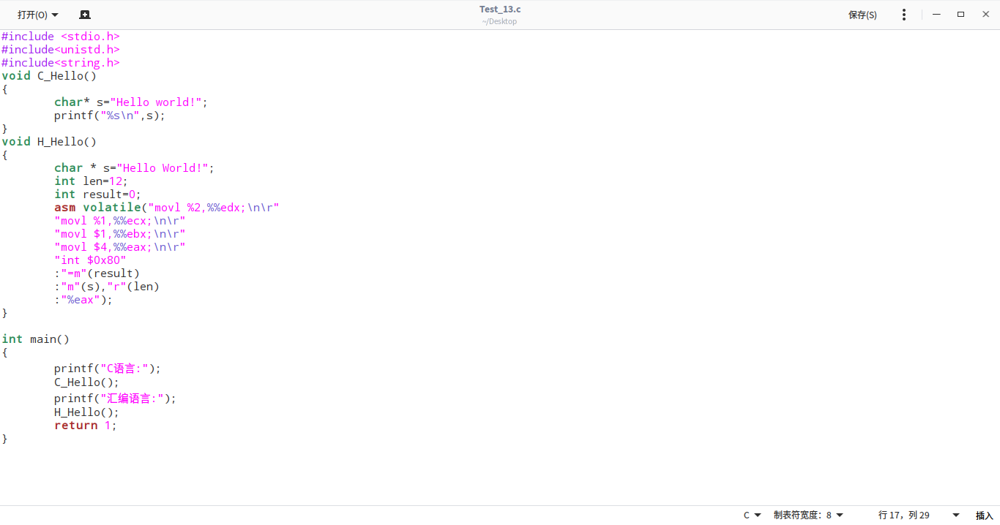 打开(O)
Test_13.c
~/Desktop
保存(S)
#include <stdio.h>
#include<unistd.h>
#include<string.h>
void C_Hello()
{
        char* s="Hello world!";
        printf("%s\n",s);
}
void H_Hello()
{
        char * s="Hello World!";
        int len=12;
        int result=0;
        asm volatile("movl %2,%%edx;\n\r"
        "movl %1,%%ecx;\n\r"
        "movl $1,%%ebx;\n\r"
        "movl $4,%%eax;\n\r"
        "int $0x80"
        :"=m"(result)
        :"m"(s),"r"(len)
        :"%eax");
}
int main()
{
        printf("C语言:");
        C_Hello();
        printf("汇编语言:");
        H_Hello();
        return 1;
}
C 制表符宽度：8 行 17，列 29 插入